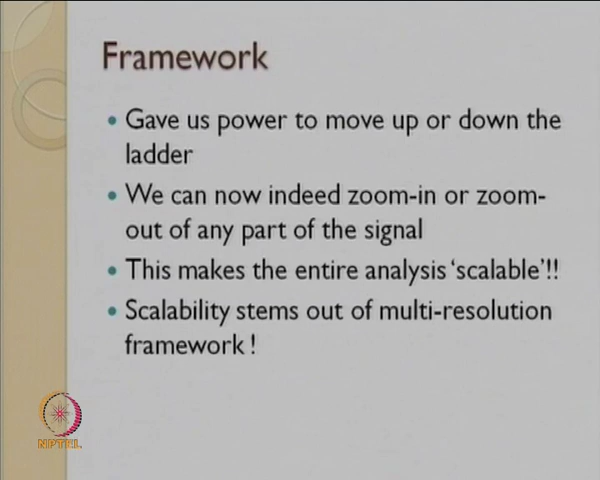 Framework
• Gave us power to move up or down the
ladder
• We can now indeed zoom-in or zoom-
out of any part of the signal
• This makes the entire analysis ‘scalable’!!
• Scalability stems out of multi-resolution
framework !
NPTEL